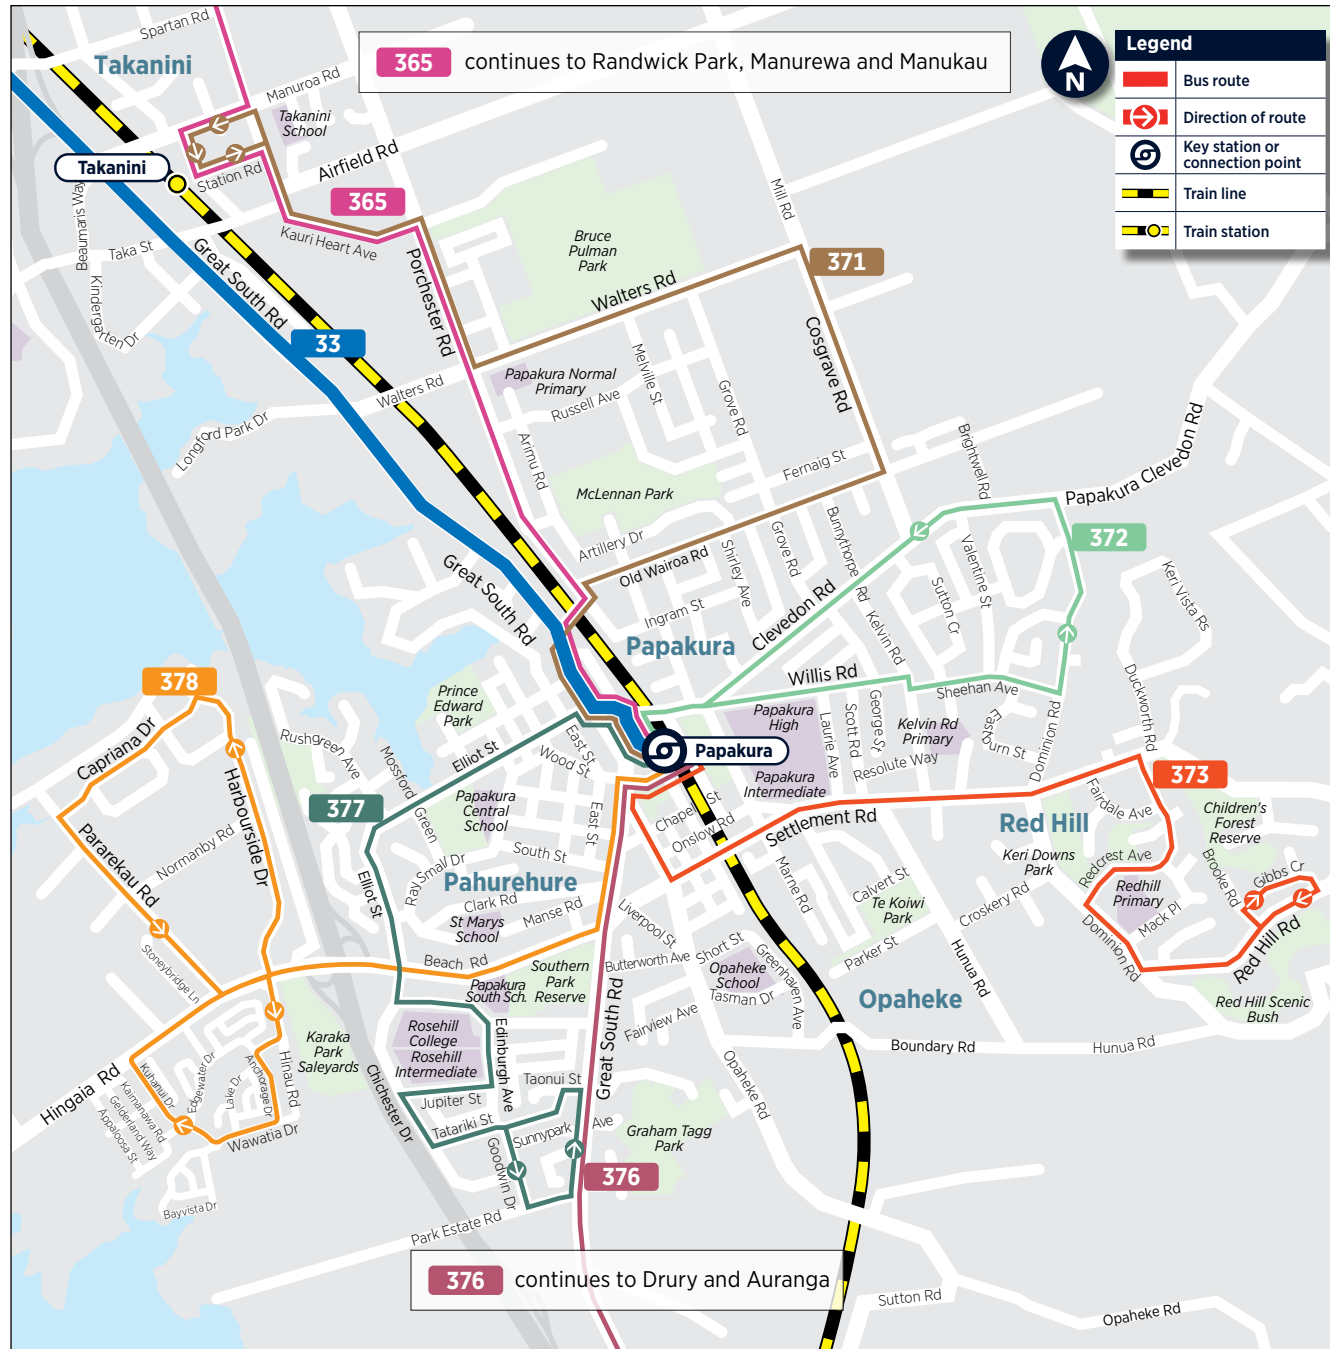 Spartan Rd
Takanini
365 continues to Randwick Park, Manurewa and Manukau
N
Legend
Bus route
Direction of route
Key station or
connection point
Train line
Train station
Manuroa Rd
Takanini
School
Airfield Rd
Takanini
Station Rd
365
Mill Rd
Beaumaris Way
Taka St
Kauri Heart Ave
Great South Rd
Kindergarten Dr
Porchester Rd
Bruce
Pulman
Park
Walters Rd
371
33
Cosgrave Rd
Papakura Normal
Primary
Melville St
Walters Rd
Russell Ave
Grove Rd
Longford Park Dr
Arimu Rd
Fernaig St
Brightwell Rd
Papakura Clevedon Rd
McLennan Park
Artillery Dr
Old Wairoa Rd
Shirley Ave
Grove Rd
Bunnythorpe Rd
Valentine St
372
Great South Rd
Ingram St
Clevedon Rd
Kelvin Rd
Sutton Cr
Keri Vista Rs
Papakura
Willis Rd
Sheehan Ave
Duckworth Rd
378
Prince
Edward
Park
Capriana Dr
Rushgreen Ave
Mossford Green
Elliot St
East St
Wood St
Papakura
High
Laurie Ave
Scott Rd
George St
Kelvin Rd
Primary
Eastburn St
Dominion Rd
Papakura
Resolute Way
Papakura
Intermediate
373
Harbourside Dr
377
Papakura
Central
School
East St
Chapel St
Onslow Rd
Settlement Rd
Red Hill
Fairdale Ave
Children's
Forest
Reserve
Pararekau Rd
Normanby Rd
South St
Ray Small Dr
Pahurehure
Elliot St
Clark Rd
Manse Rd
St Marys
School
Liverpool St
Marne Rd
Calvert St
Te Koiwi
Park
Keri Downs
Park
Redcrest Ave
Redhill
Primary
Mack Pl
Brooke Rd
Gibbs Cr
Croskery Rd
Dominion Rd
Red Hill Rd
Stoneybridge Ln
Beach Rd
Papakura
South Sch.
Southern
Park
Reserve
Butterworth Ave
Short St
Greenhaven Ave
Parker St
Hunua Rd
Opaheke
School
Tasman Dr
Opaheke
Red Hill Scenic
Bush
Karaka
Park
Saleyards
Rosehill
College
Rosehill
Intermediate
Edinburgh Ave
Great South Rd
Fairview Ave
Boundary Rd
Hunua Rd
Hingaia Rd
Kuhanui Dr
Kaimanawa Rd
Gelderland Way
Appaloosa St
Edgewater Dr
Lake Dr
Anchorage Dr
Hinau Rd
Wawatia Dr
Chichester Dr
Taonui St
Opaheke Rd
Jupiter St
Tatariki St
Sunnypark Ave
Graham Tagg
Park
Goodwin Dr
376
Bayvista Dr
Park Estate Rd
376 continues to Drury and Auranga
Sutton Rd
Opaheke Rd